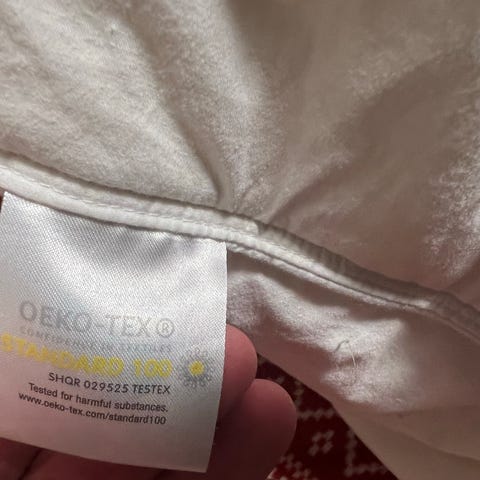 OEKO-TEX®
CONFIDENCE IN TEXTILES
STANDARD 100
SHQR 029525 TESTEX
Tested for harmful substances.
www.oeko-tex.com/standard100